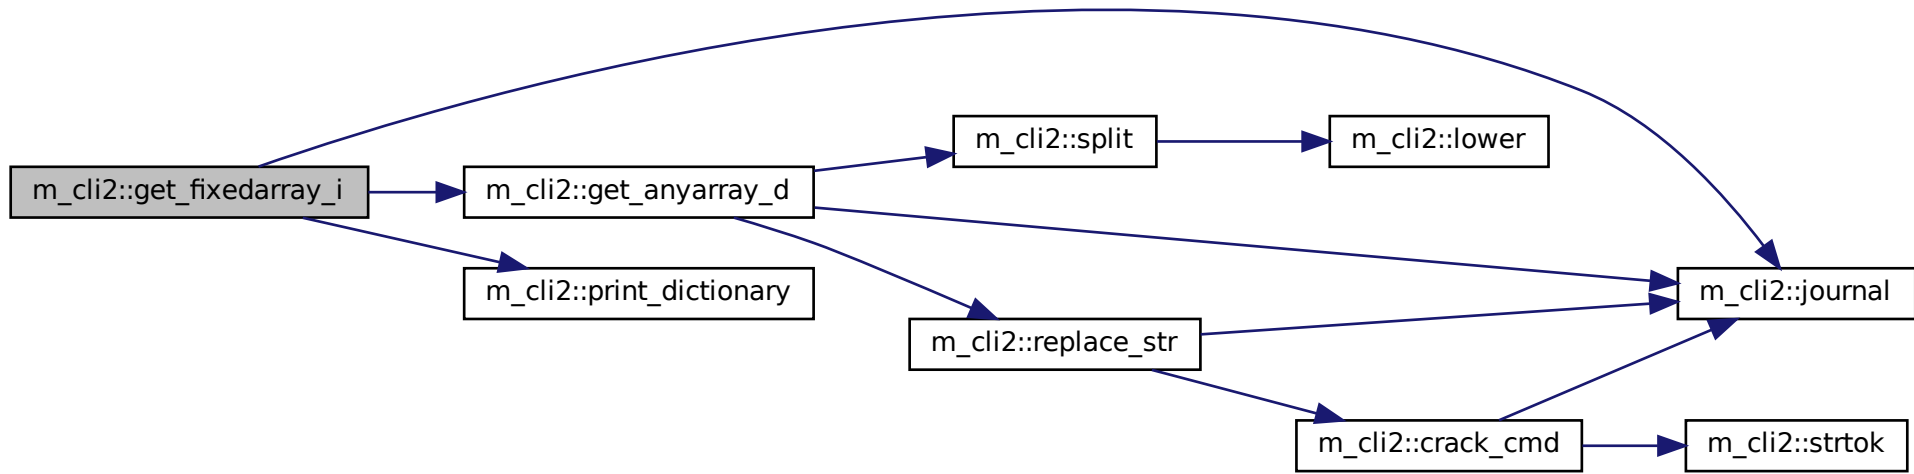 m_cli2::split
m_cli2::lower
m_cli2::get_fixedarray_i
m_cli2::get_anyarray_d
m_cli2::print_dictionary
m_cli2::journal
m_cli2::replace_str
m_cli2::crack_cmd
m_cli2::strtok